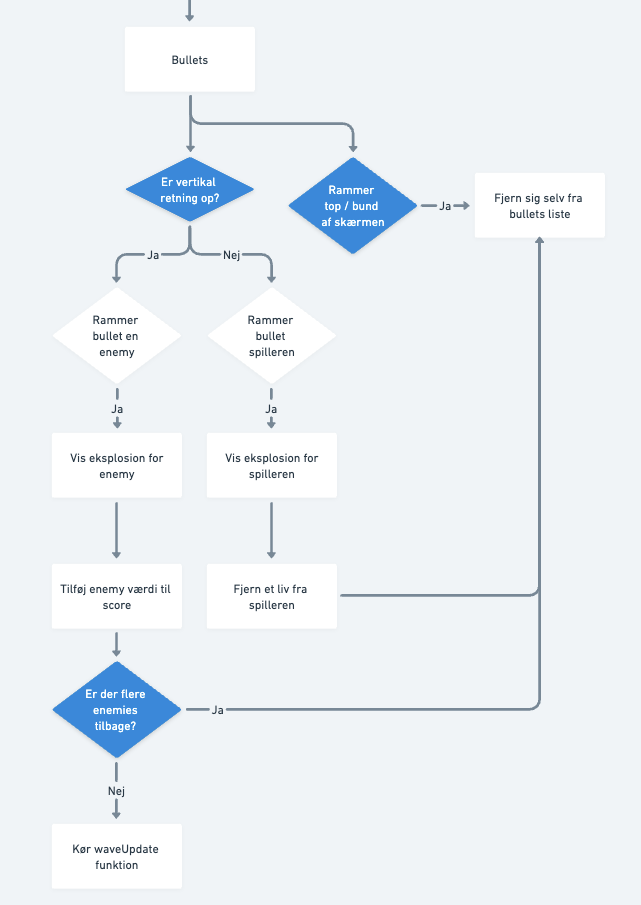 Bullets
Er vertikal
retning op?
Rammer
top / bund
af skærmen
Ja
Fjern sig selv fra
bullets liste
Ja
Nej
Rammer
bullet en
enemy
Rammer
bullet
spilleren
Ja
Ja
Vis eksplosion for
enemy
Vis eksplosion for
spilleren
Tilføj enemy værdi til
score
Fjern et liv fra
spilleren
Er der flere
enemies
tilbage?
Ja
Nej
Kør waveUpdate
funktion